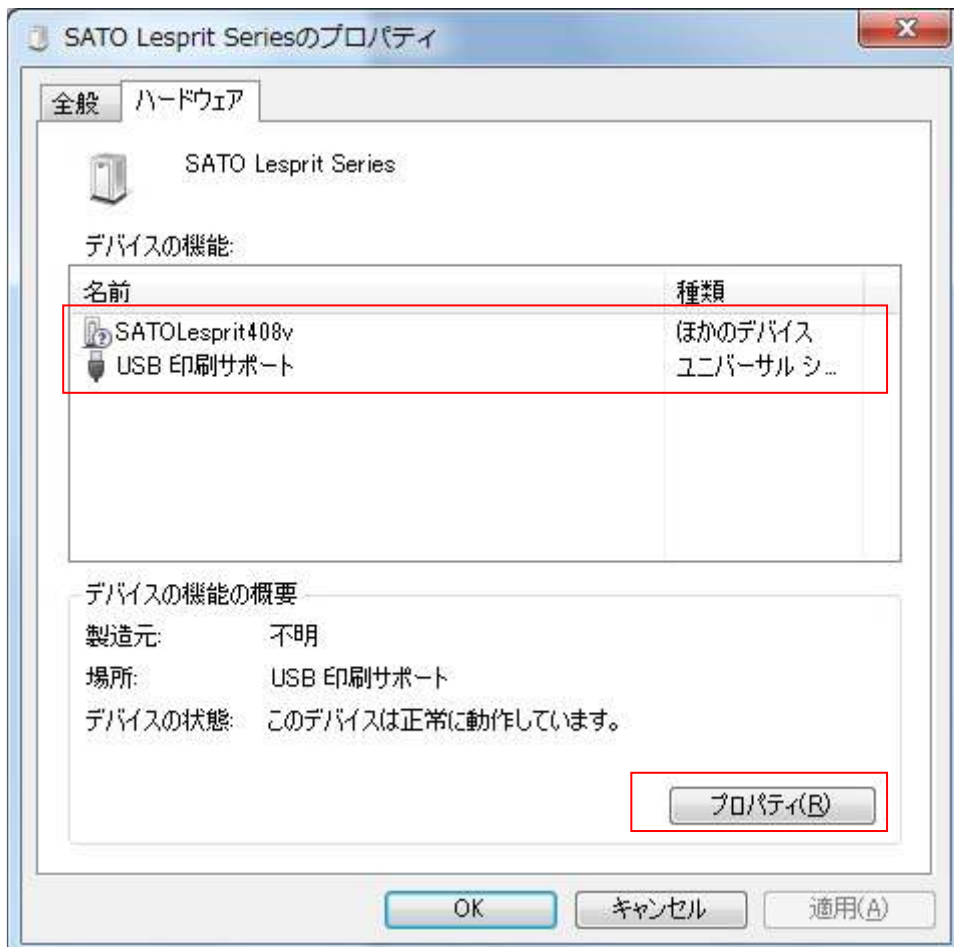 SATO Lesprit Seriesのプロパティ
全般 ハードウェア
SATO Lesprit Series
デバイスの機能:
名前 種類
SATOLesprit408v ほかのデバイス
USB 印刷サポート ユニバーサル シ...
デバイスの機能の概要
製造元: 不明
場所: USB 印刷サポート
デバイスの状態: このデバイスは正常に動作しています。
プロパティ(R)
OK キャンセル 適用(A)